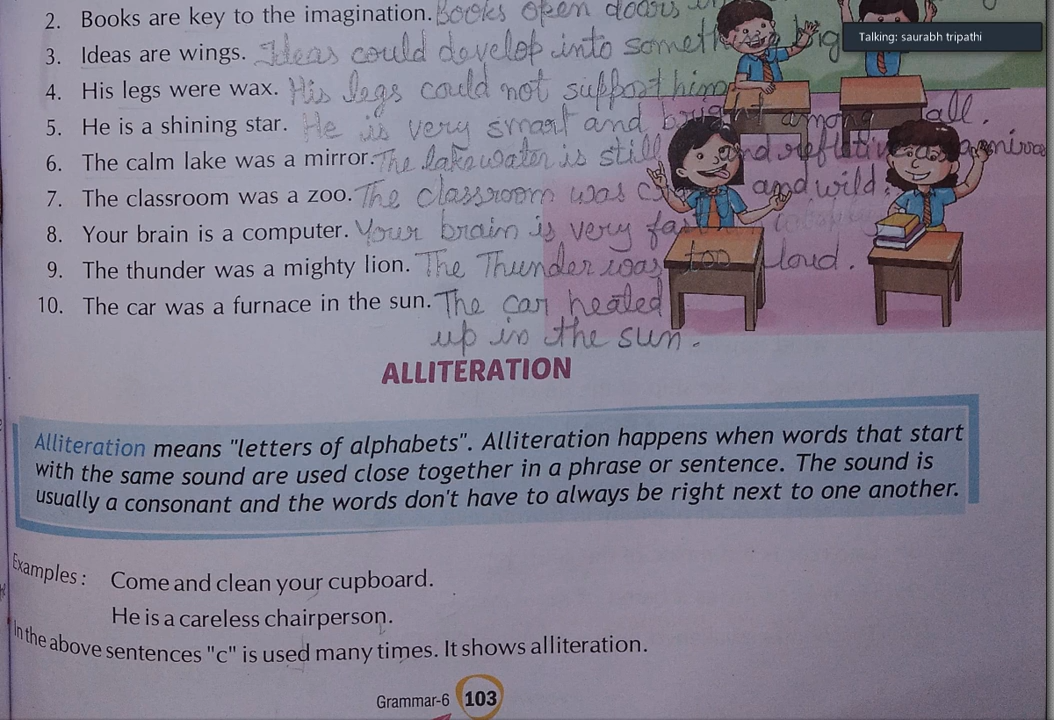 2. Books are key to the imagination. Books open doors in
3. Ideas are wings. Ideas could develop into something big
Talking: saurabh tripathi
4. His legs were wax. His legs could not support him
5. He is a shining star. He is very smart and bright among all.
6. The calm lake was a mirror. The lake water is still and
7. The classroom was a zoo. The classroom was and wild.
8. Your brain is a computer. Your brain is very
9. The thunder was a mighty lion. The Thunder was too loud.
10. The car was a furnace in the sun. The car heated
up in the sun.
ALLITERATION
Alliteration means "letters of alphabets". Alliteration happens when words that start
with the same sound are used close together in a phrase or sentence. The sound is
usually a consonant and the words don't have to always be right next to one another.
Examples : Come and clean your cupboard.
He is a careless chairperson.
In the above sentences "c" is used many times. It shows alliteration.
Grammar-6 103